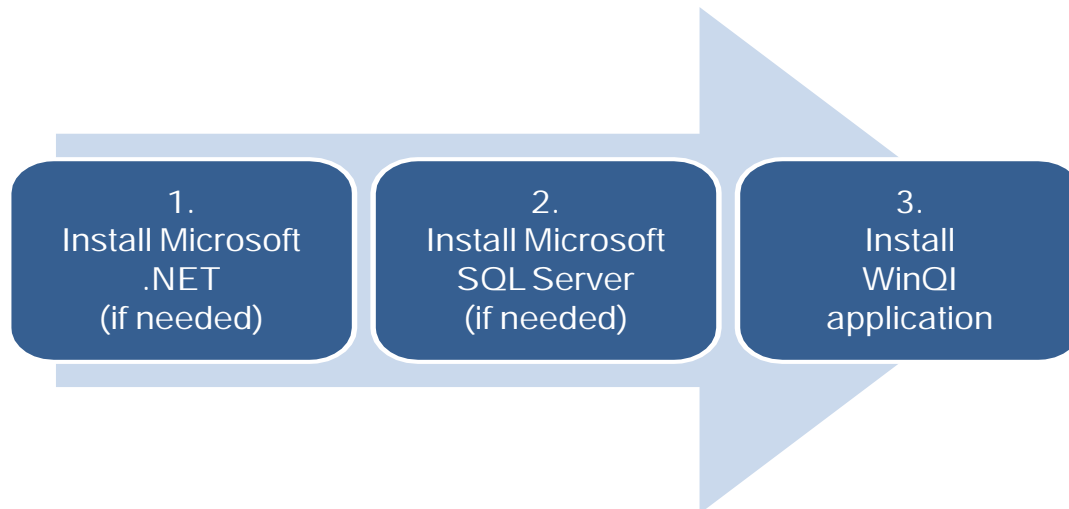 1.
Install Microsoft
.NET
(if needed)
2.
Install Microsoft
SQL Server
(if needed)
3.
Install
WinQI
application